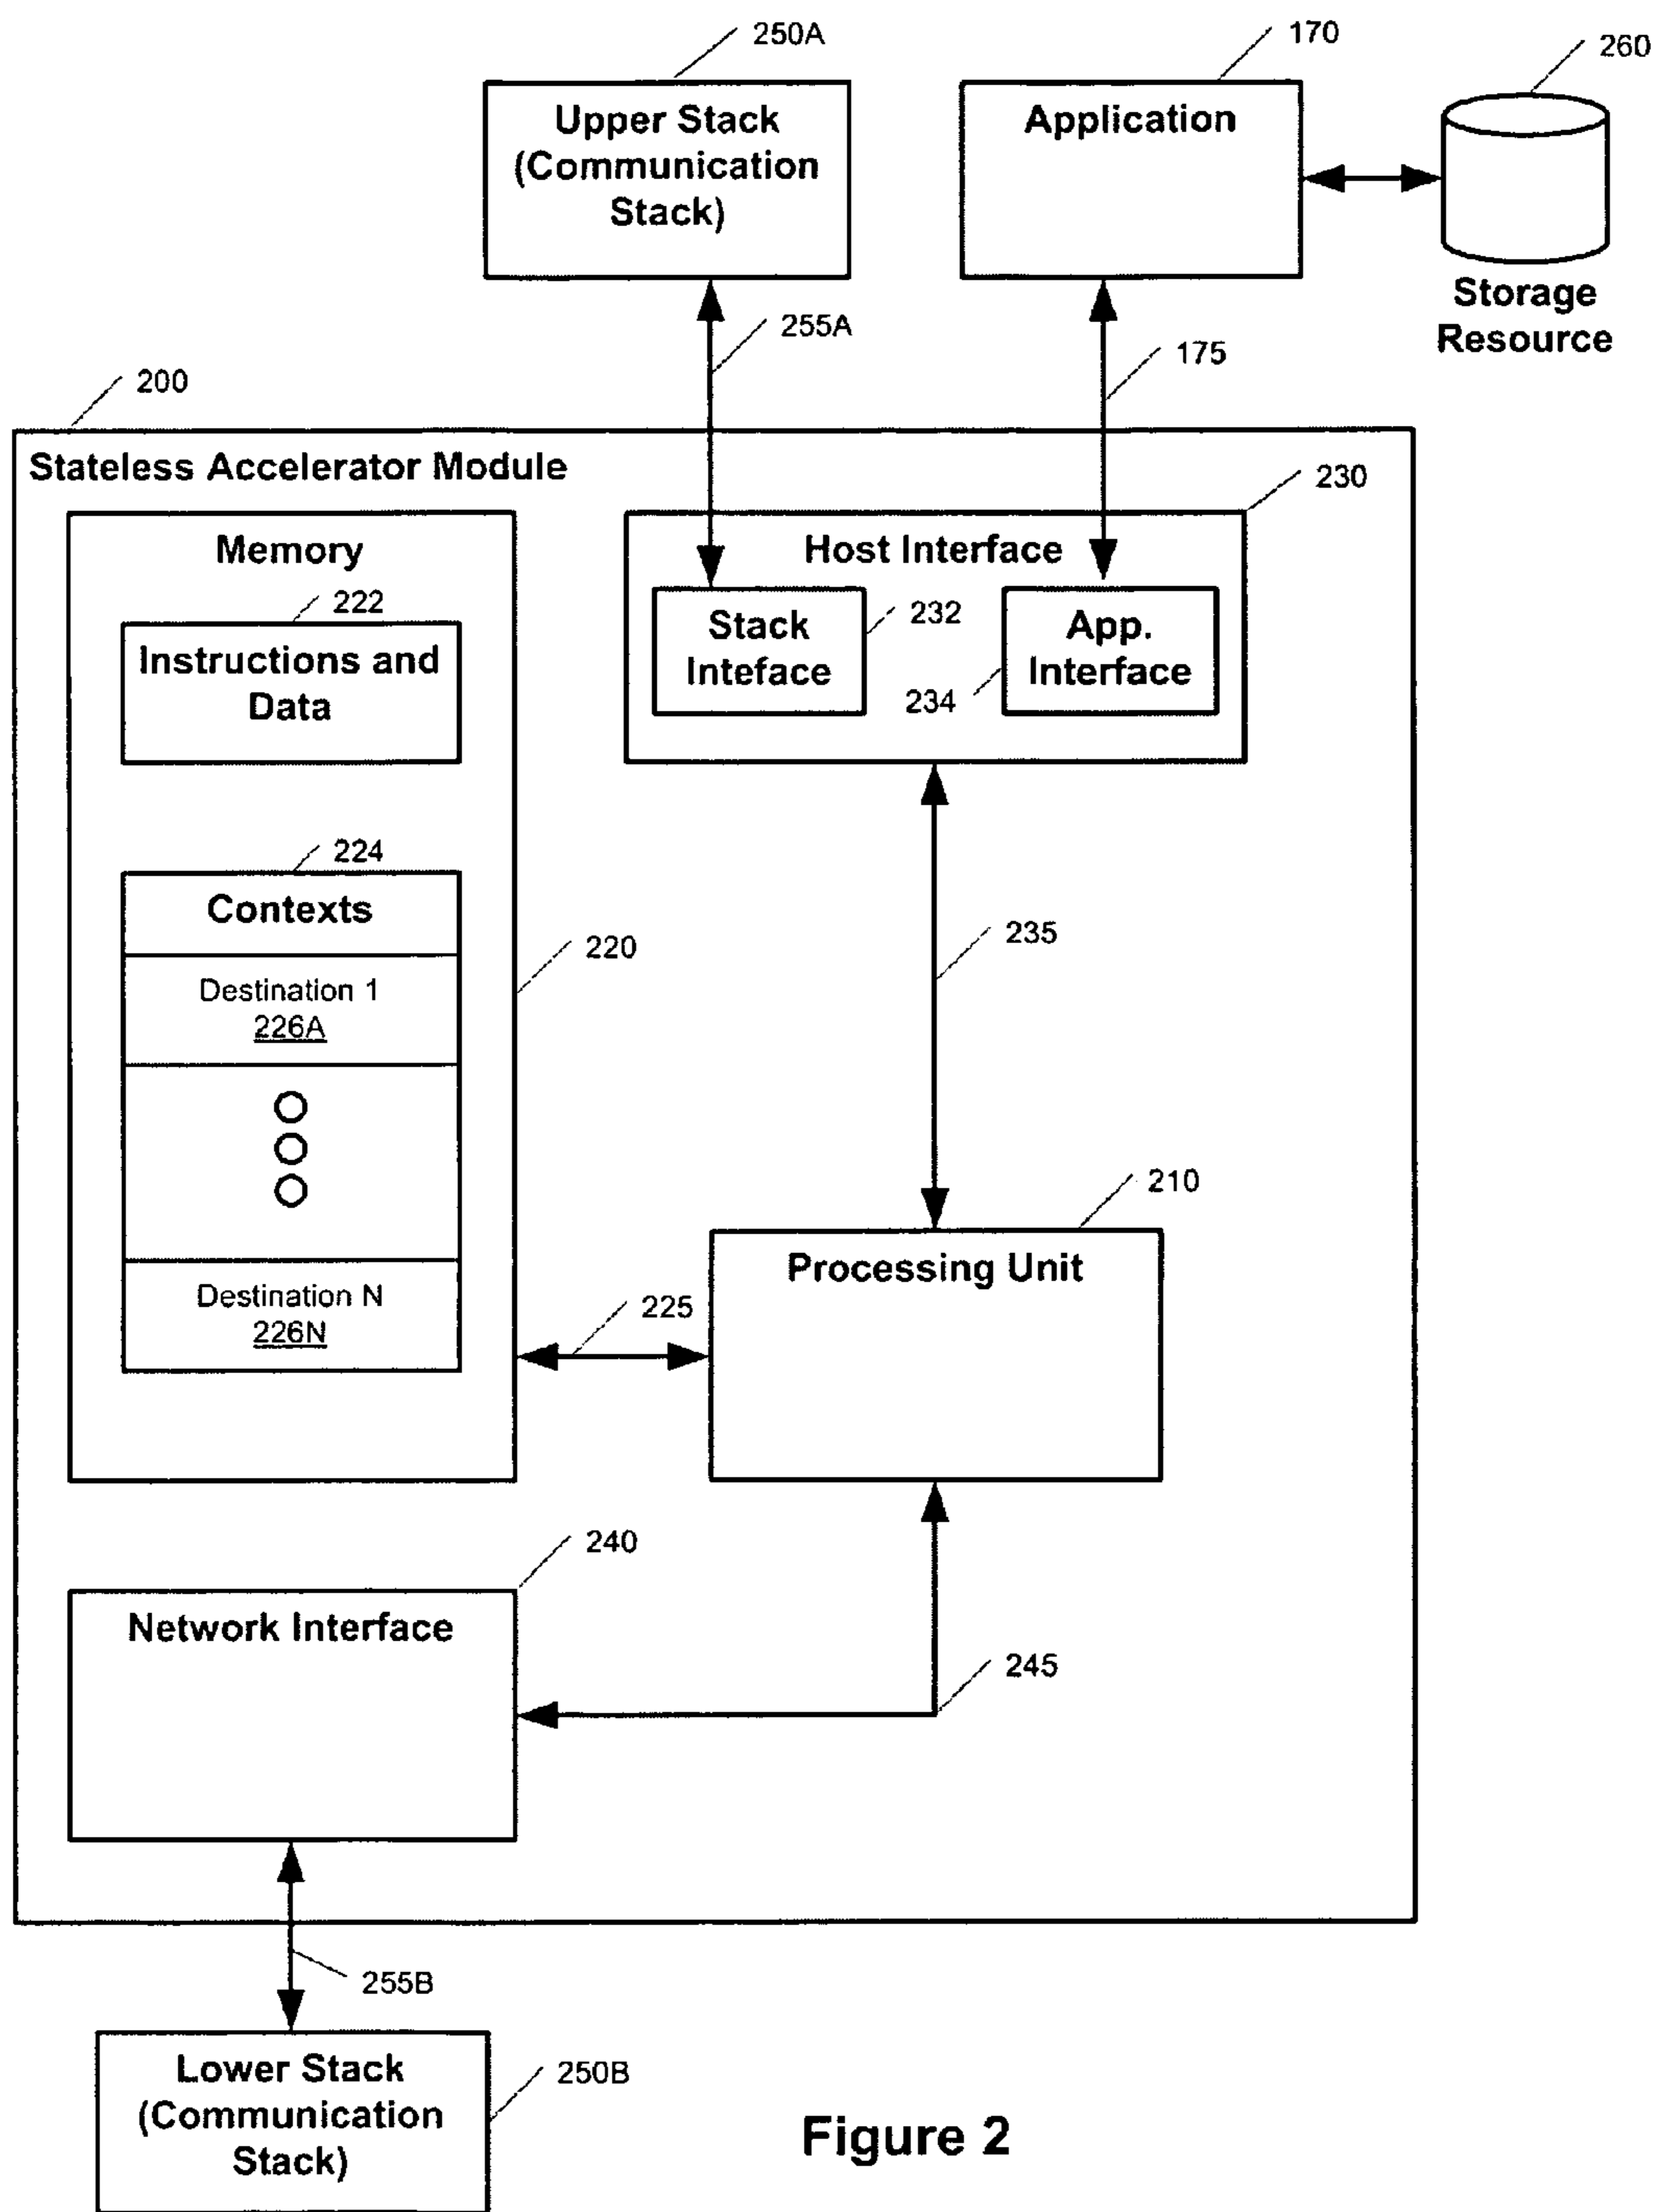 250A
170
260
Upper Stack
(Communication
Stack)
Application
Storage
Resource
255A
175
200
Stateless Accelerator Module
230
Memory
Host Interface
222
Instructions and
Data
Stack
Inteface
232
App.
Interface
234
224
Contexts
220
235
Destination 1
226A
210
Processing Unit
Destination N
226N
225
240
Network Interface
245
255B
Lower Stack
(Communication
Stack)
250B
Figure 2